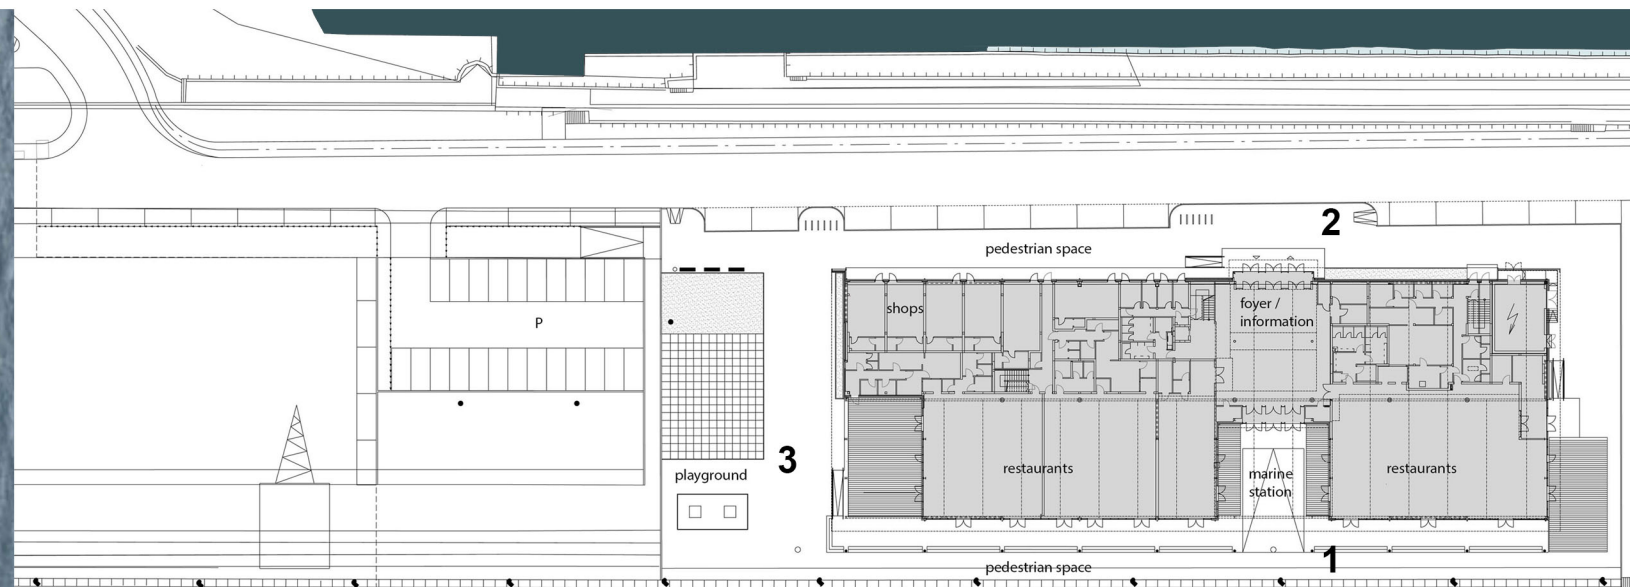 2
pedestrian space
shops
foyer /
information
P
3
playground
restaurants
marine
station
restaurants
1
pedestrian space